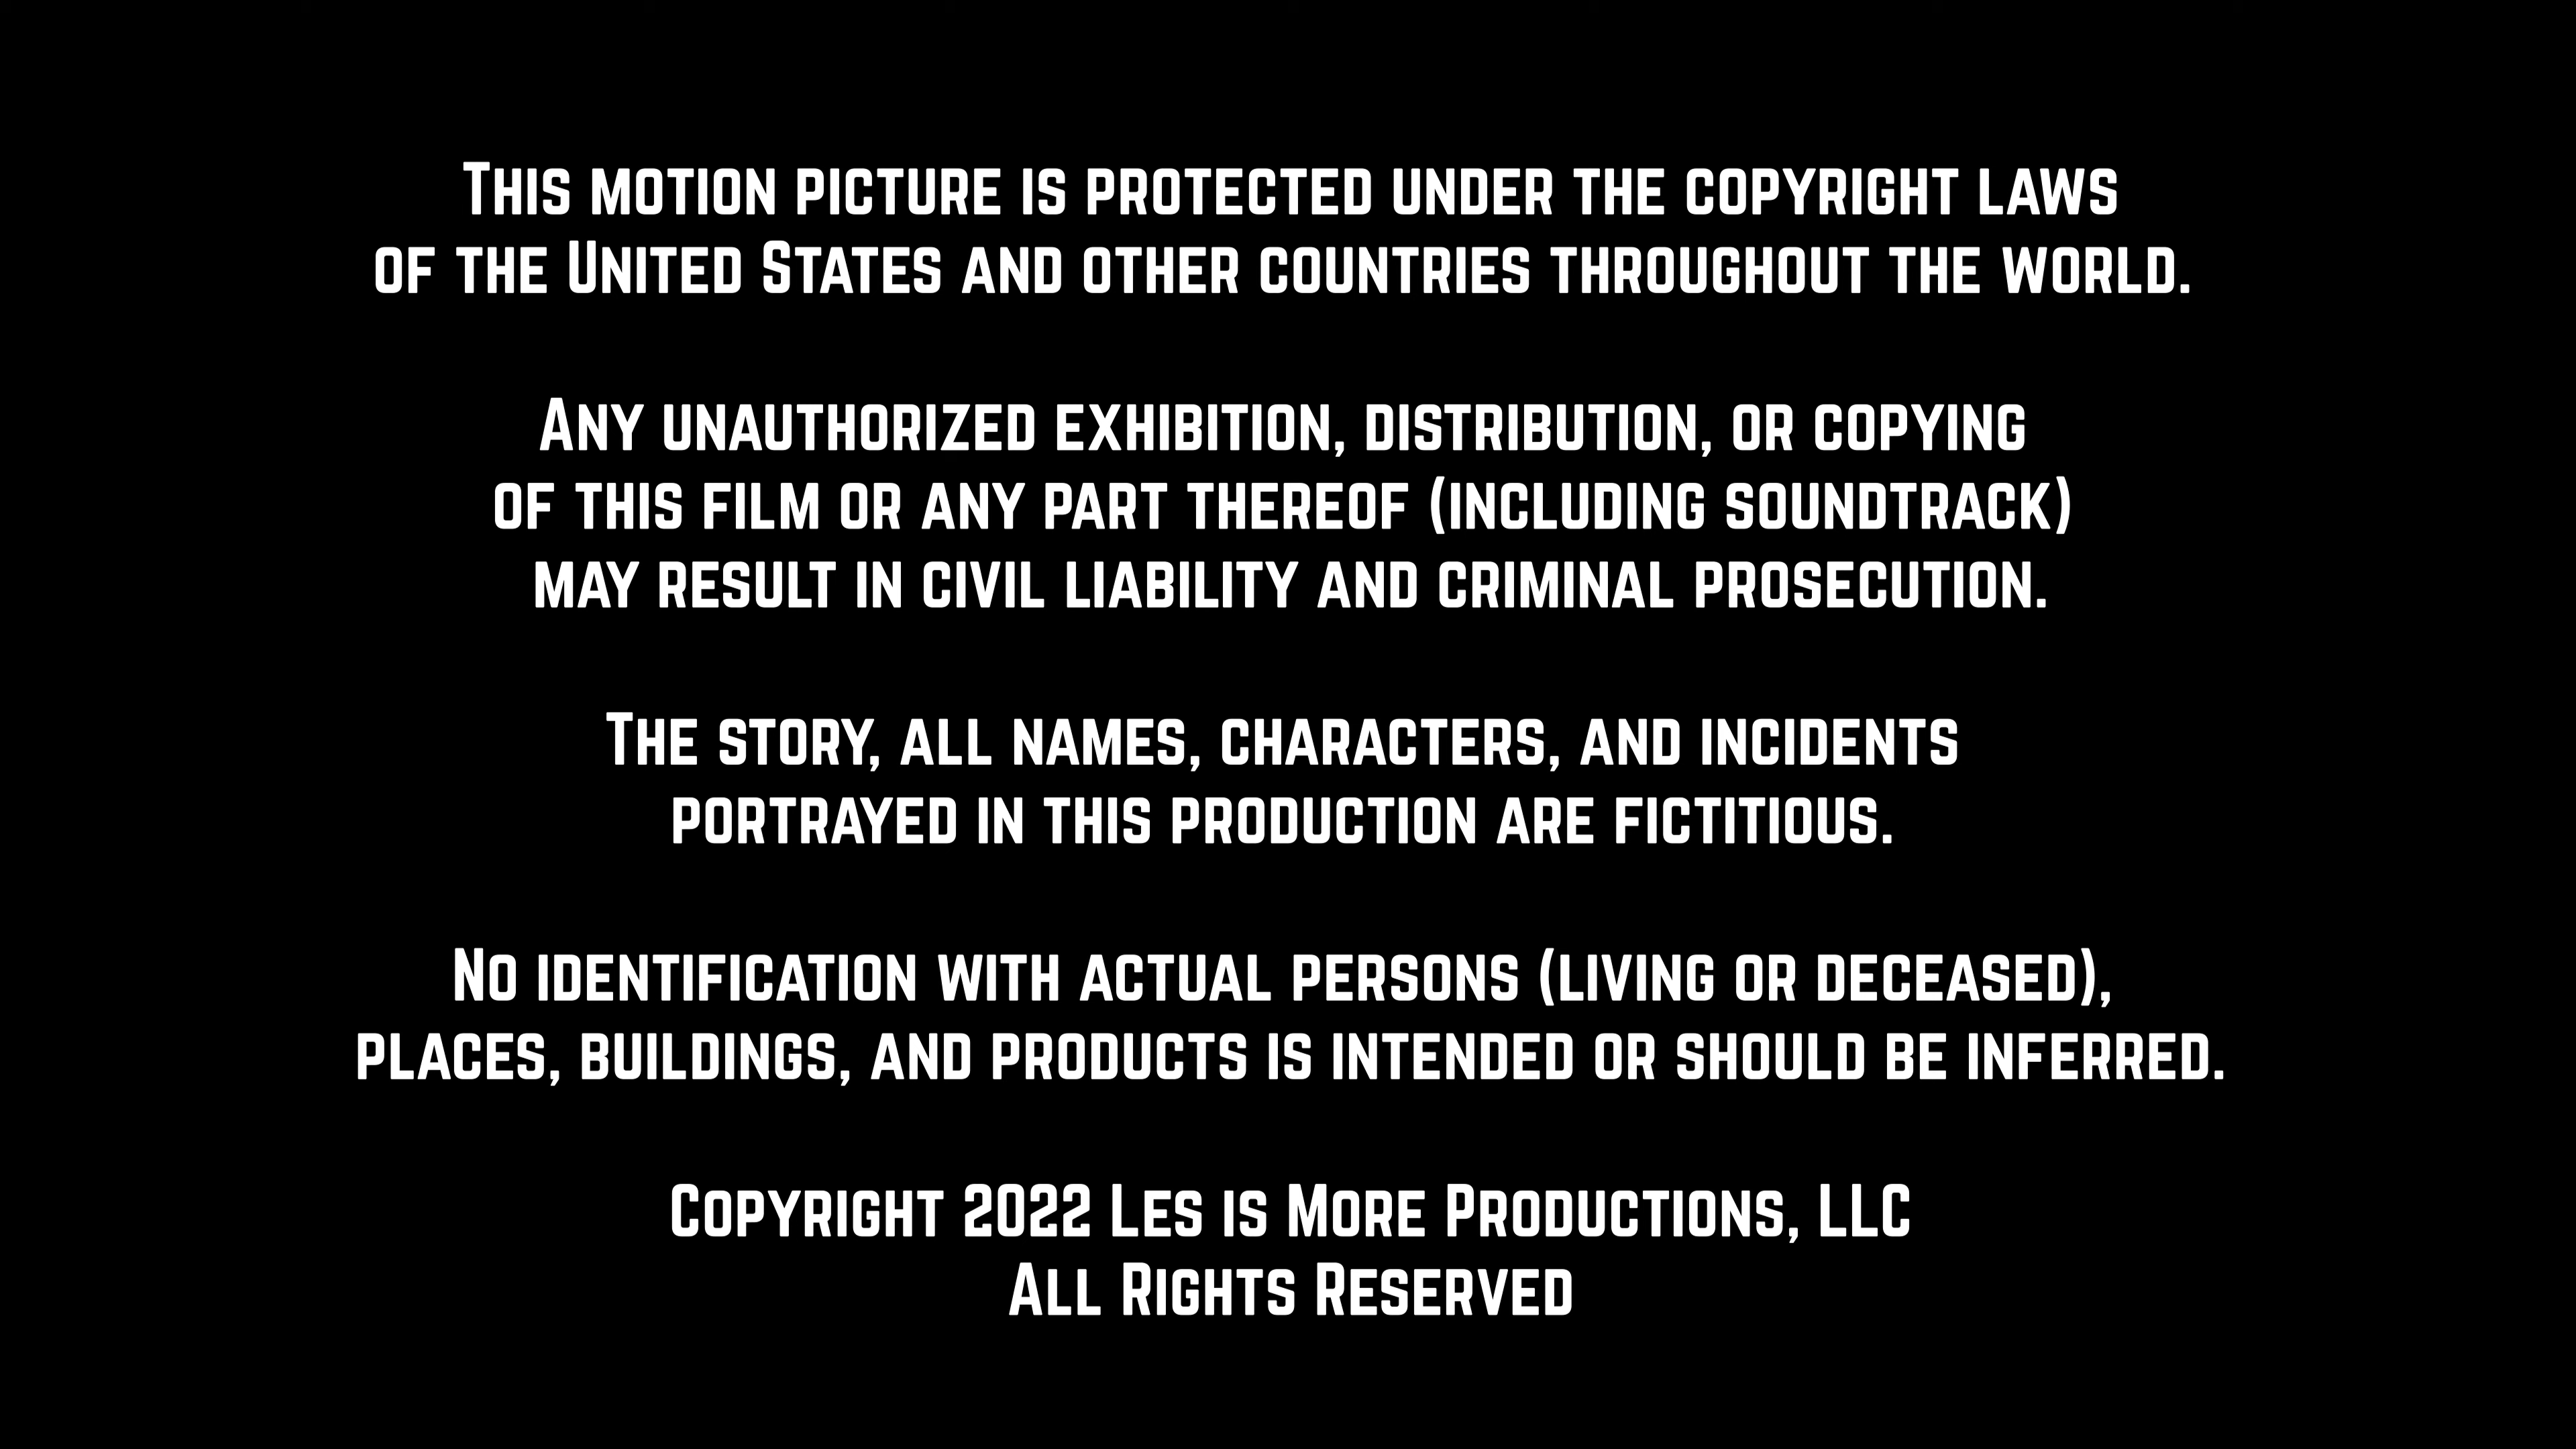 This motion picture is protected under the copyright laws
of the United States and other countries throughout the world.
Any unauthorized exhibition, distribution, or copying
of this film or any part thereof (including soundtrack)
may result in civil liability and criminal prosecution.
The story, all names, characters, and incidents
portrayed in this production are fictitious.
No identification with actual persons (living or deceased),
places, buildings, and products is intended or should be inferred.
Copyright 2022 Les is More Productions, LLC
All Rights Reserved